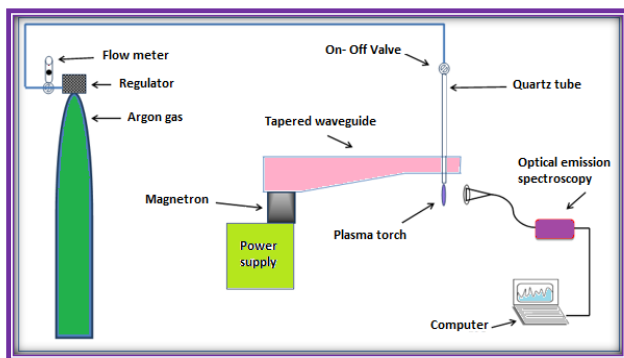 Flow meter
Regulator
Argon gas
On- Off Valve
Quartz tube
Tapered waveguide
Optical emission
spectroscopy
Magnetron
Plasma torch
Power
supply
Computer